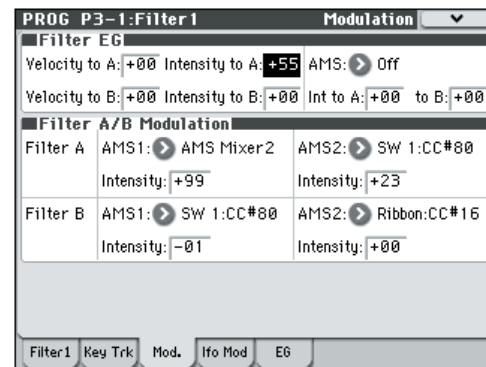 PROG P3-1:Filter1 Modulation
Filter EG
Velocity to A: +00 Intensity to A: +55 AMS: Off
Velocity to B: +00 Intensity to B: +00 Int to A: +00 to B: +00
Filter A/B Modulation
Filter A AMS1: AMS Mixer2 AMS2: SW 1:CC#80
Intensity: +99 Intensity: +23
Filter B AMS1: SW 1:CC#80 AMS2: Ribbon:CC#16
Intensity: -01 Intensity: +00
Filter1 Key Trk Mod. lfo Mod EG